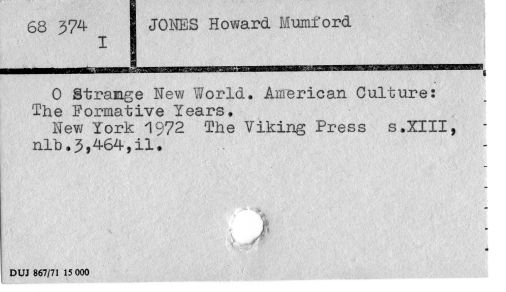 68 374
I
JONES Howard Mumford
O Strange New World. American Culture:
The Formative Years.
New York 1972 The Viking Press s.XIII,
nlb.3,464,il.
DUJ 867/71 15 000